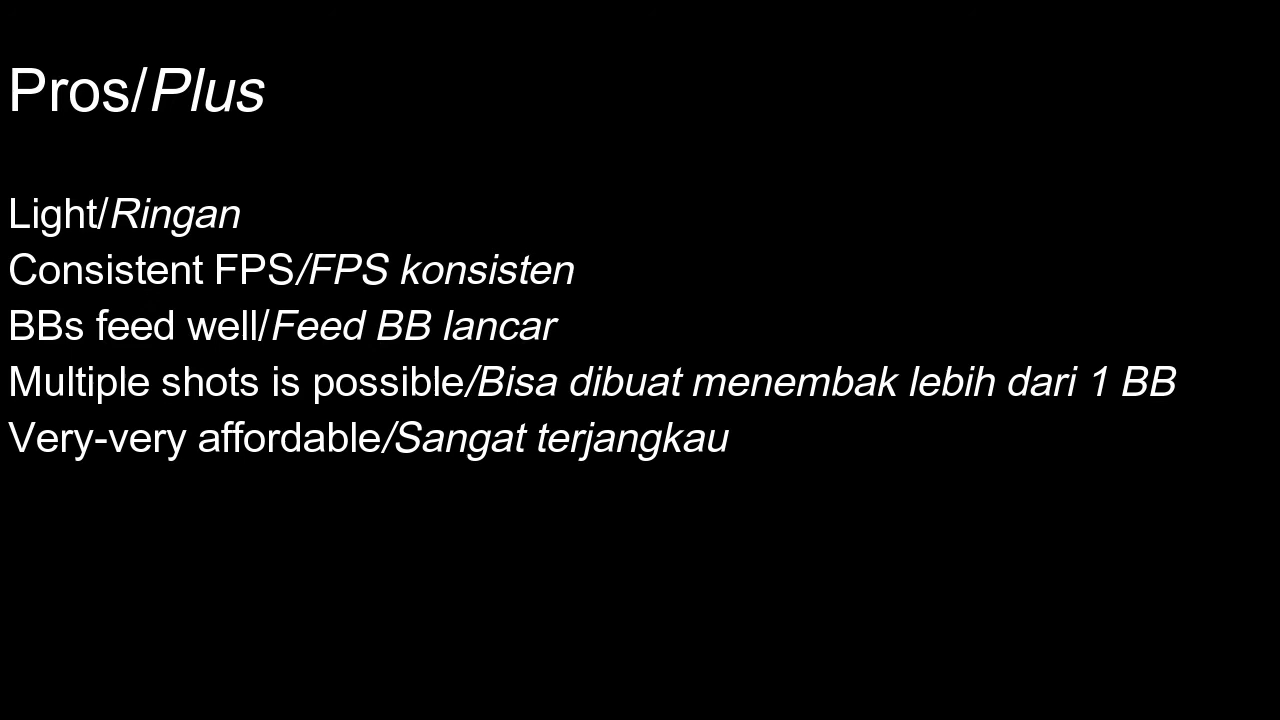 Pros/Plus
Light/Ringan
Consistent FPS/FPS konsisten
BBs feed well/Feed BB lancar
Multiple shots is possible/Bisa dibuat menembak lebih dari 1 BB
Very-very affordable/Sangat terjangkau